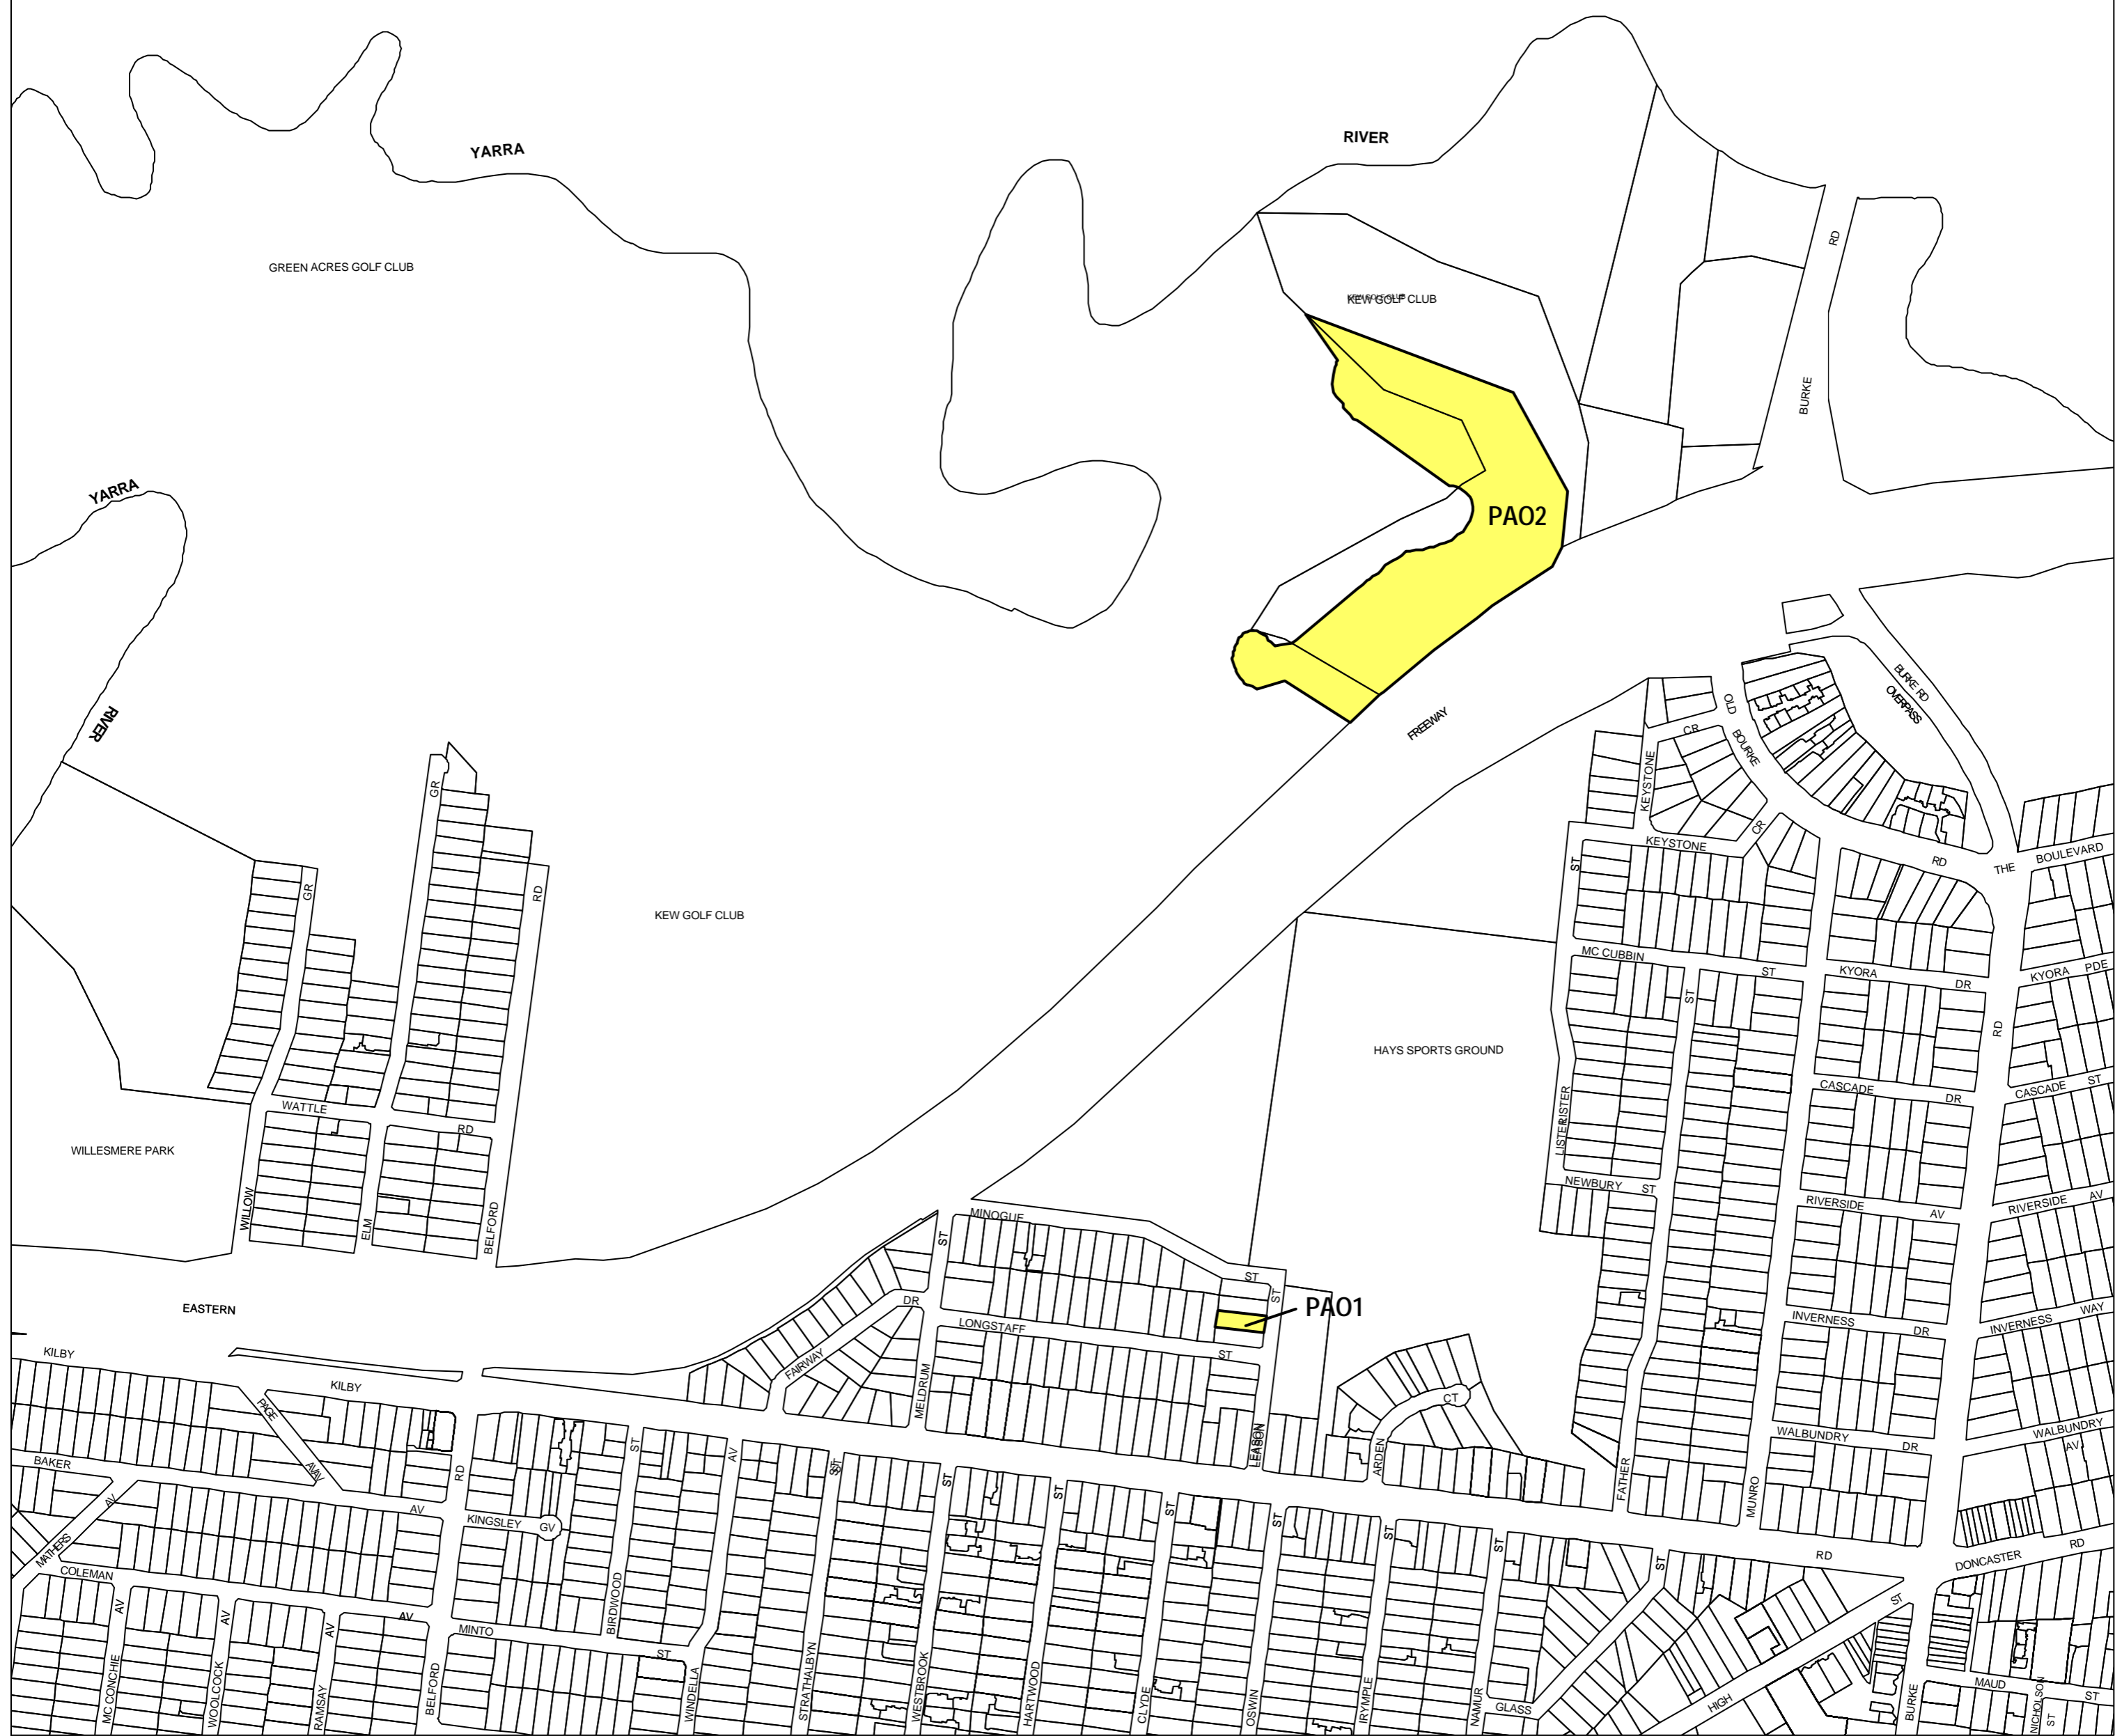 YARRA
RIVER
RD
GREEN ACRES GOLF CLUB
KEW GOLF CLUB
BURKE
YARRA
PAO2
RIVER
FREEWAY
BURKE RD
OVERPASS
OLD
BOURKE
CR
KEYSTONE
GR
KEYSTONE
CR
RD
THE
BOULEVARD
ST
GR
RD
KEW GOLF CLUB
MC CUBBIN
ST
KYORA
DR
KYORA PDE
ST
RD
HAYS SPORTS GROUND
CASCADE
DR
CASCADE ST
WATTLE
RD
LISTER
LISTER
WILLESMERE PARK
NEWBURY ST
RIVERSIDE
AV
RIVERSIDE AV
WILLOW
ELM
BELFORD
MINOGUE
ST
ST
ST
EASTERN
DR
PAO1
LONGSTAFF
ST
INVERNESS
DR
INVERNESS WAY
KILBY
KILBY
FAIRWAY
MELDRUM
CT
PAGE
AV
LEASON
LEASON
ARDEN
WALBUNDRY
DR
WALBUNDRY
AV
BAKER
AV
RD
ST
AV
ST
ST
ST
ST
ST
ST
ST
ST
FATHER
MUNRO
AV
MATHERS
KINGSLEY GV
RD
DONCASTER RD
COLEMAN
AV
AV
AV
AV
MINTO
ST
BIRDWOOD
ST
MC CONCHIE
WOOLCOCK
RAMSAY
BELFORD
WINDELLA
STRATHALBYN
WESTBROOK
HARTWOOD
CLYDE
OSWIN
IRYMPLE
NAMUR
GLASS
HIGH
BURKE
MAUD
ST
NICHOLSON
ST